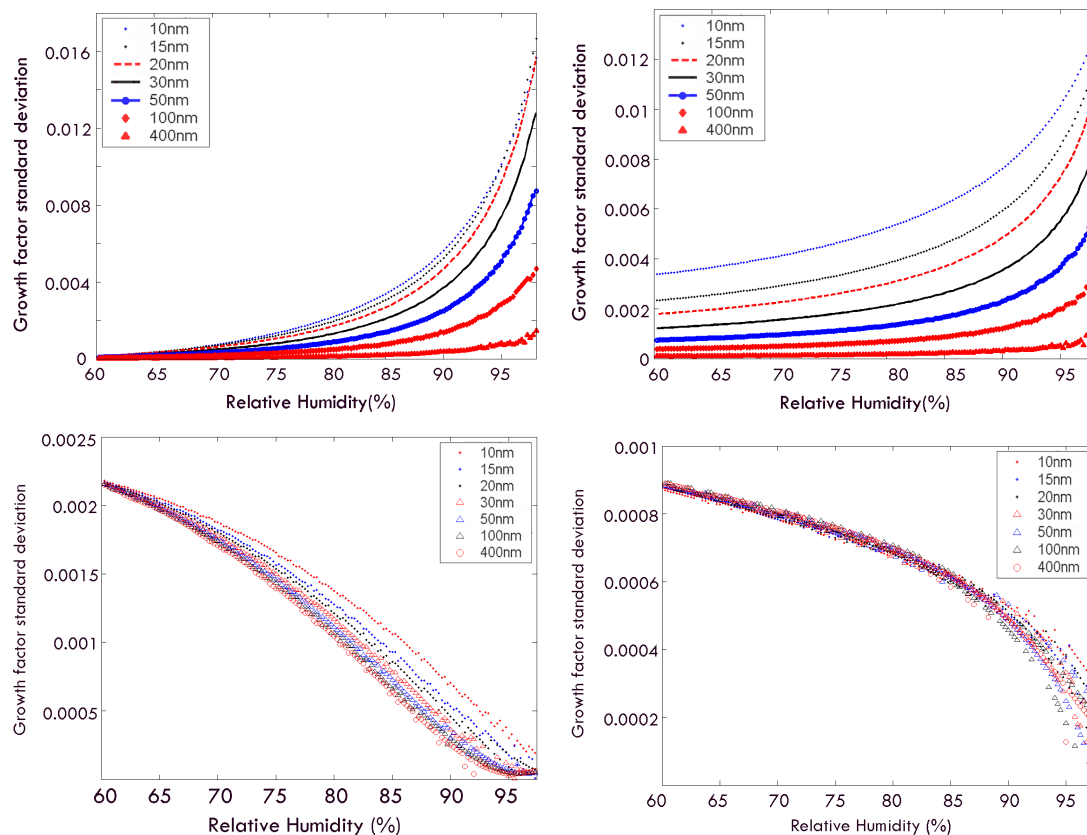 Growth factor standard deviation
0.016
0.012
0.008
0.004
0
10nm
15nm
20nm
30nm
50nm
100nm
400nm
60 65 70 75 80 85 90 95
Relative Humidity(%)
Growth factor standard deviation
0.012
0.01
0.008
0.006
0.004
0.002
0
10nm
15nm
20nm
30nm
50nm
100nm
400nm
60 65 70 75 80 85 90 95
Relative Humidity(%)
Growth factor standard deviation
0.0025
0.002
0.0015
0.001
0.0005
10nm
15nm
20nm
30nm
50nm
100nm
400nm
60 65 70 75 80 85 90 95
Relative Humidity (%)
Growth factor standard deviation
0.001
0.0008
0.0006
0.0004
0.0002
10nm
15nm
20nm
30nm
50nm
100nm
400nm
60 65 70 75 80 85 90 95
Relative Humidity (%)